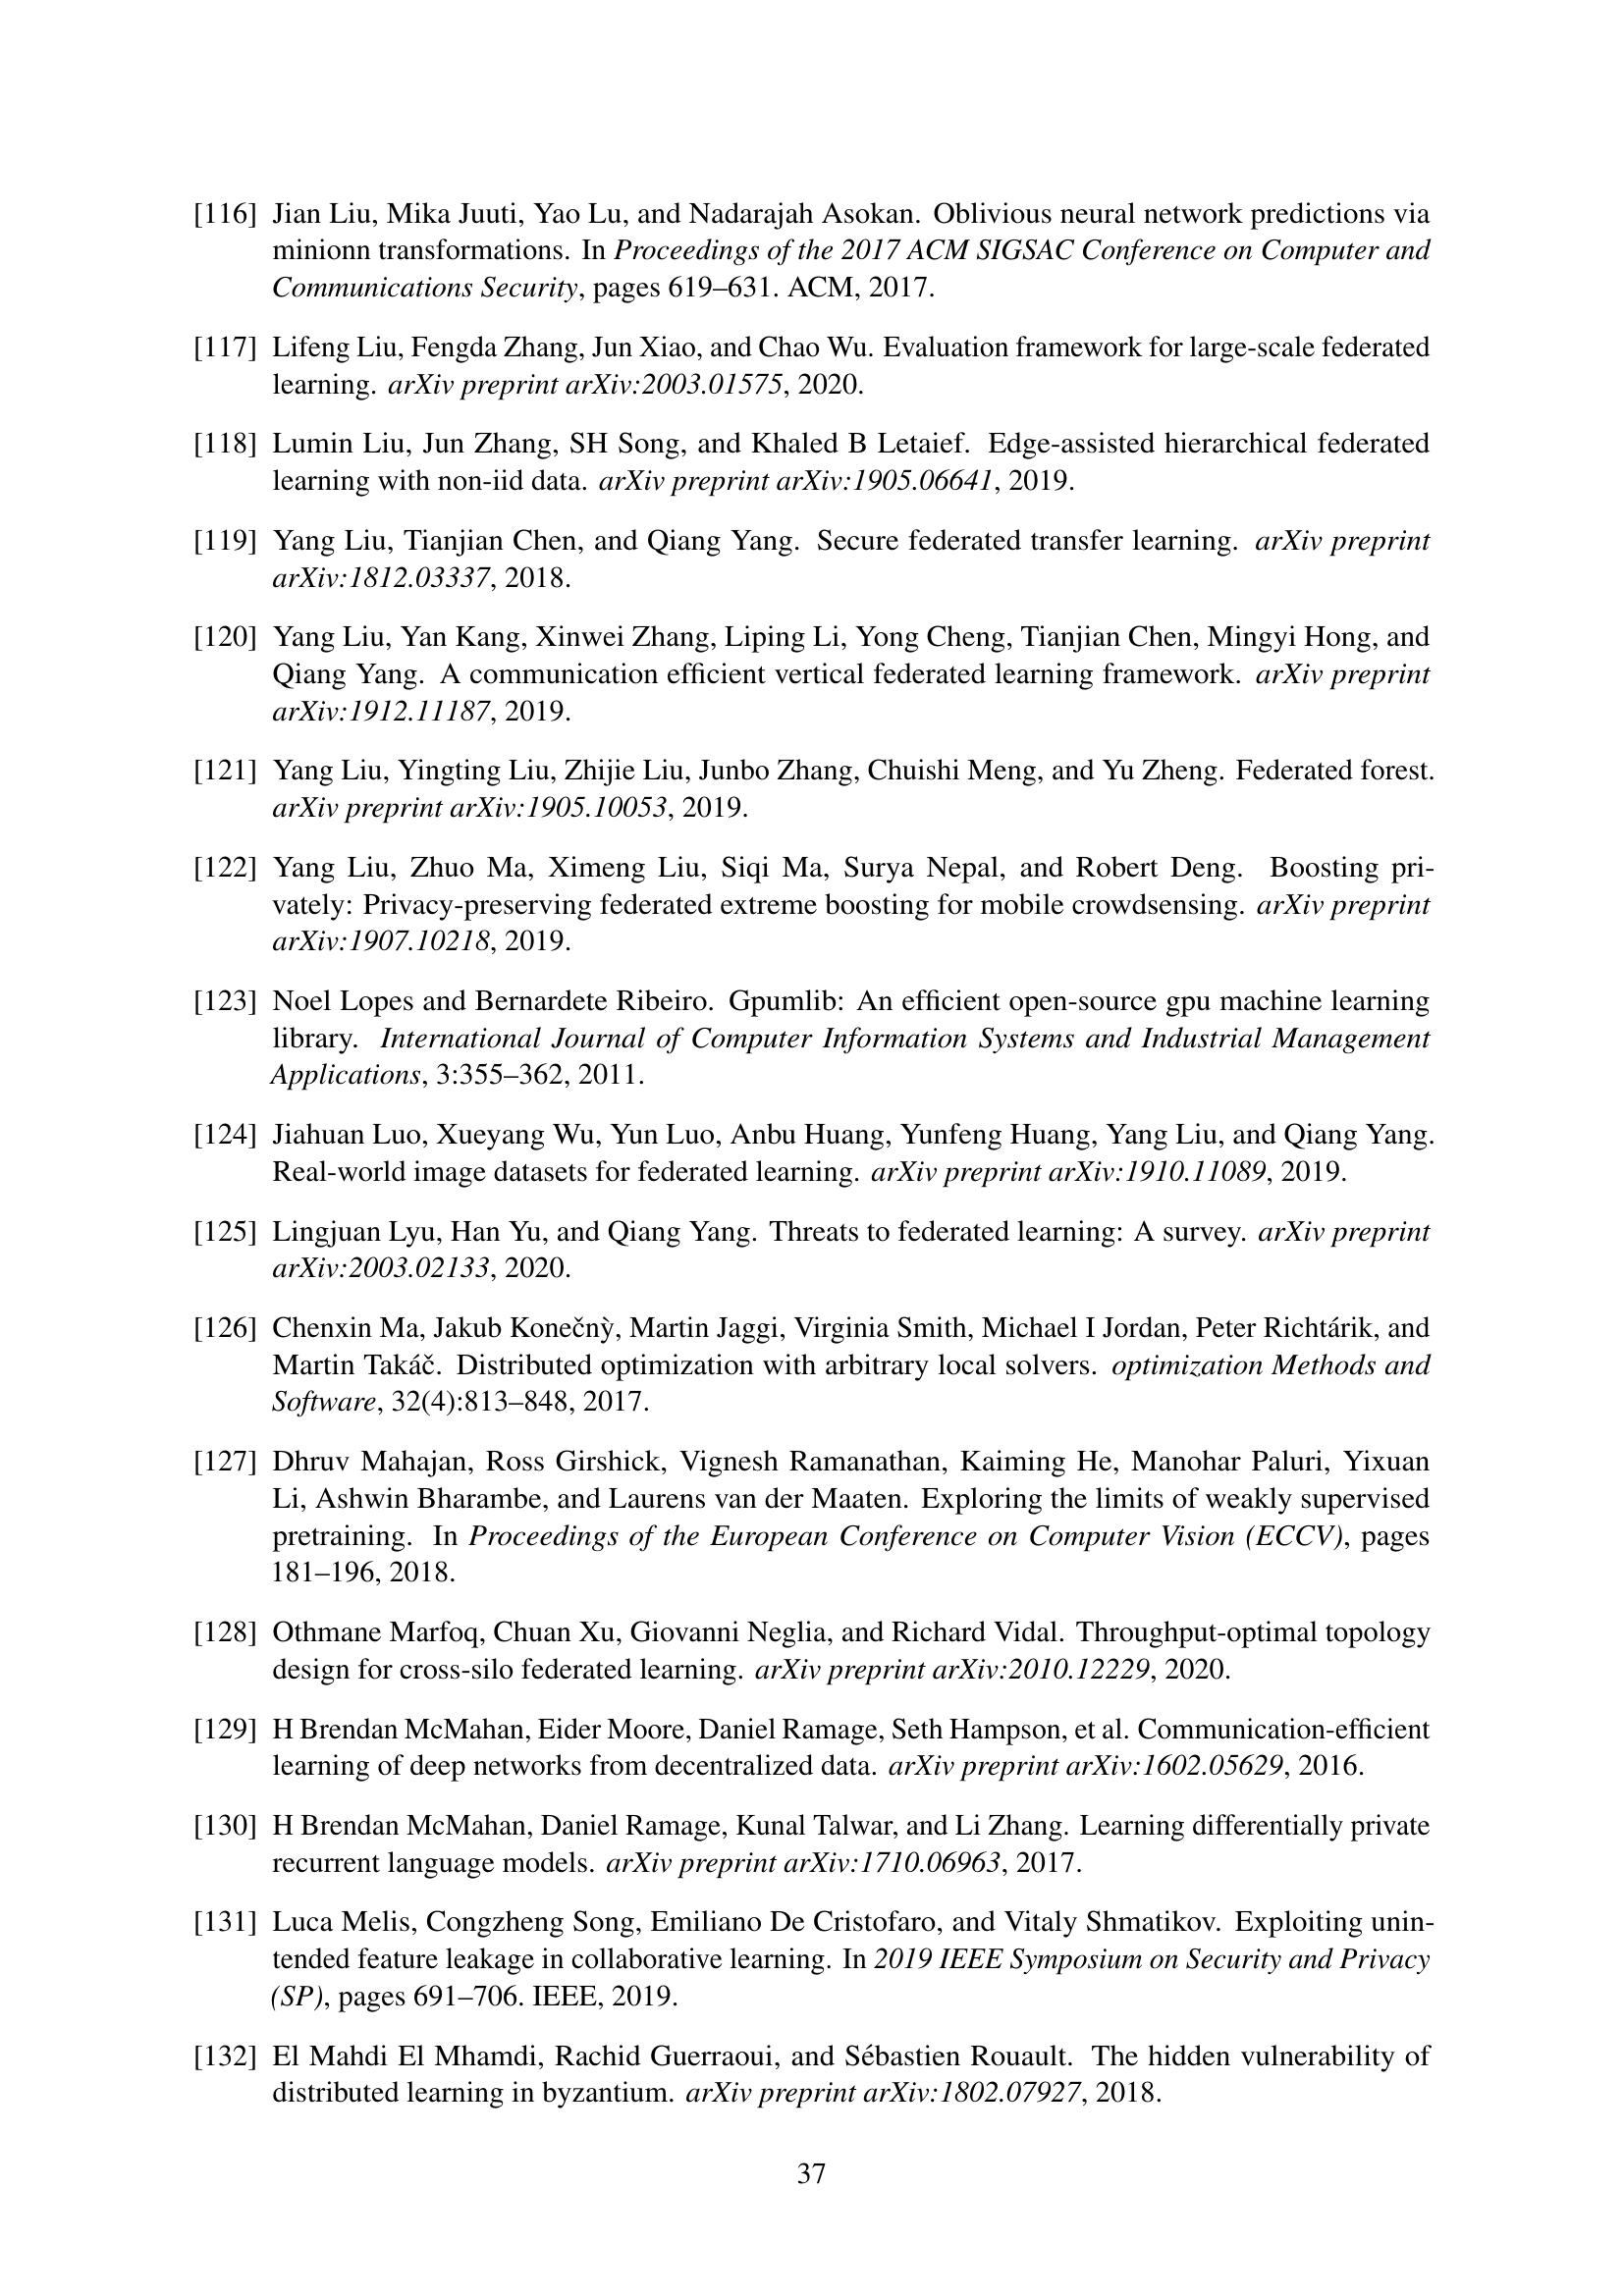 [116] Jian Liu, Mika Juuti, Yao Lu, and Nadarajah Asokan. Oblivious neural network predictions via
minionn transformations. In Proceedings of the 2017 ACM SIGSAC Conference on Computer and
Communications Security, pages 619–631. ACM, 2017.
[117] Lifeng Liu, Fengda Zhang, Jun Xiao, and Chao Wu. Evaluation framework for large-scale federated
learning. arXiv preprint arXiv:2003.01575, 2020.
[118] Lumin Liu, Jun Zhang, SH Song, and Khaled B Letaief. Edge-assisted hierarchical federated
learning with non-iid data. arXiv preprint arXiv:1905.06641, 2019.
[119] Yang Liu, Tianjian Chen, and Qiang Yang. Secure federated transfer learning. arXiv preprint
arXiv:1812.03337, 2018.
[120] Yang Liu, Yan Kang, Xinwei Zhang, Liping Li, Yong Cheng, Tianjian Chen, Mingyi Hong, and
Qiang Yang. A communication efficient vertical federated learning framework. arXiv preprint
arXiv:1912.11187, 2019.
[121] Yang Liu, Yingting Liu, Zhijie Liu, Junbo Zhang, Chuishi Meng, and Yu Zheng. Federated forest.
arXiv preprint arXiv:1905.10053, 2019.
[122] Yang Liu, Zhuo Ma, Ximeng Liu, Siqi Ma, Surya Nepal, and Robert Deng. Boosting pri-
vately: Privacy-preserving federated extreme boosting for mobile crowdsensing. arXiv preprint
arXiv:1907.10218, 2019.
[123] Noel Lopes and Bernardete Ribeiro. Gpumlib: An efficient open-source gpu machine learning
library. International Journal of Computer Information Systems and Industrial Management
Applications, 3:355–362, 2011.
[124] Jiahuan Luo, Xueyang Wu, Yun Luo, Anbu Huang, Yunfeng Huang, Yang Liu, and Qiang Yang.
Real-world image datasets for federated learning. arXiv preprint arXiv:1910.11089, 2019.
[125] Lingjuan Lyu, Han Yu, and Qiang Yang. Threats to federated learning: A survey. arXiv preprint
arXiv:2003.02133, 2020.
[126] Chenxin Ma, Jakub Konečnỳ, Martin Jaggi, Virginia Smith, Michael I Jordan, Peter Richtárik, and
Martin Takáč. Distributed optimization with arbitrary local solvers. optimization Methods and
Software, 32(4):813–848, 2017.
[127] Dhruv Mahajan, Ross Girshick, Vignesh Ramanathan, Kaiming He, Manohar Paluri, Yixuan
Li, Ashwin Bharambe, and Laurens van der Maaten. Exploring the limits of weakly supervised
pretraining. In Proceedings of the European Conference on Computer Vision (ECCV), pages
181–196, 2018.
[128] Othmane Marfoq, Chuan Xu, Giovanni Neglia, and Richard Vidal. Throughput-optimal topology
design for cross-silo federated learning. arXiv preprint arXiv:2010.12229, 2020.
[129] H Brendan McMahan, Eider Moore, Daniel Ramage, Seth Hampson, et al. Communication-efficient
learning of deep networks from decentralized data. arXiv preprint arXiv:1602.05629, 2016.
[130] H Brendan McMahan, Daniel Ramage, Kunal Talwar, and Li Zhang. Learning differentially private
recurrent language models. arXiv preprint arXiv:1710.06963, 2017.
[131] Luca Melis, Congzheng Song, Emiliano De Cristofaro, and Vitaly Shmatikov. Exploiting unin-
tended feature leakage in collaborative learning. In 2019 IEEE Symposium on Security and Privacy
(SP), pages 691–706. IEEE, 2019.
[132] El Mahdi El Mhamdi, Rachid Guerraoui, and Sébastien Rouault. The hidden vulnerability of
distributed learning in byzantium. arXiv preprint arXiv:1802.07927, 2018.
37